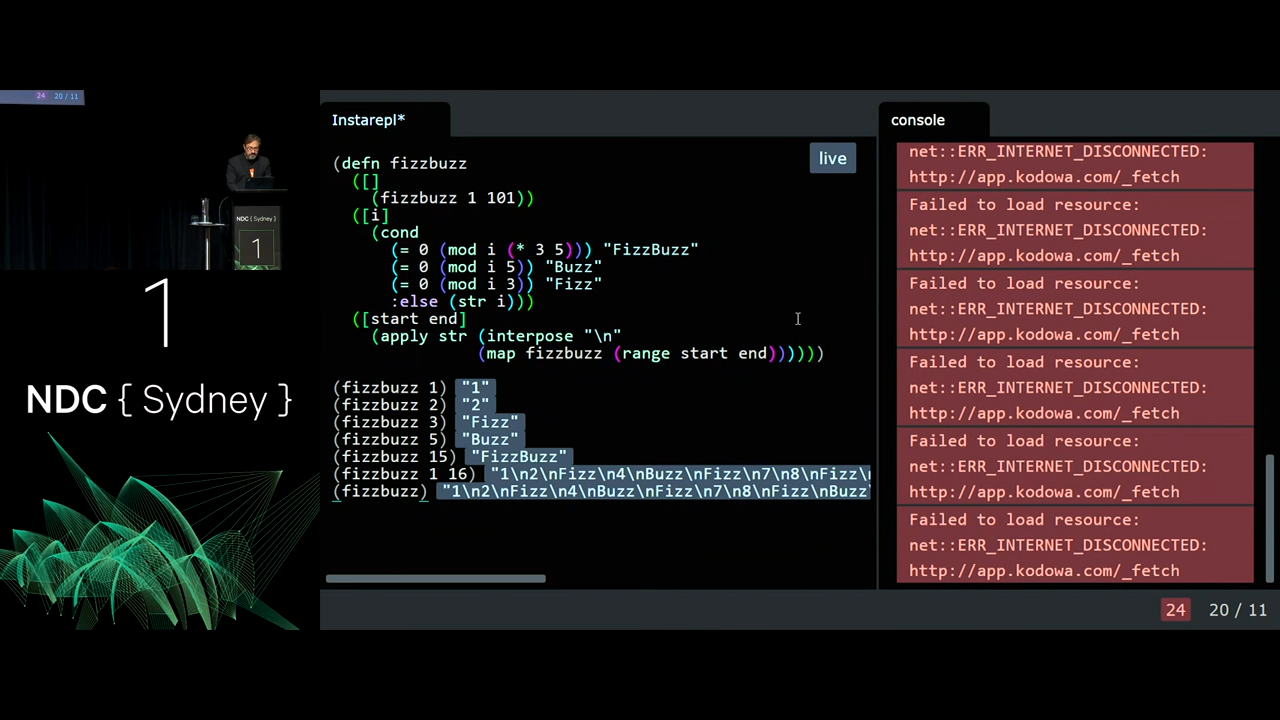 24 20 / 11
NDC { Sydney }
1
1
NDC { Sydney }
Instarepl*
live
(defn fizzbuzz
([]
(fizzbuzz 1 101))
([i]
(cond
(= 0 (mod i (* 3 5))) "FizzBuzz"
(= 0 (mod i 5)) "Buzz"
(= 0 (mod i 3)) "Fizz"
:else (str i)))
([start end]
(apply str (interpose "\n"
(map fizzbuzz (range start end))))))
(fizzbuzz 1) "1"
(fizzbuzz 2) "2"
(fizzbuzz 3) "Fizz"
(fizzbuzz 5) "Buzz"
(fizzbuzz 15) "FizzBuzz"
(fizzbuzz 1 16) "1\n2\nFizz\n4\nBuzz\nFizz\n7\n8\nFizz\n
(fizzbuzz) "1\n2\nFizz\n4\nBuzz\nFizz\n7\n8\nFizz\nBuzz
console
net::ERR_INTERNET_DISCONNECTED:
http://app.kodowa.com/_fetch
Failed to load resource:
net::ERR_INTERNET_DISCONNECTED:
http://app.kodowa.com/_fetch
Failed to load resource:
net::ERR_INTERNET_DISCONNECTED:
http://app.kodowa.com/_fetch
Failed to load resource:
net::ERR_INTERNET_DISCONNECTED:
http://app.kodowa.com/_fetch
Failed to load resource:
net::ERR_INTERNET_DISCONNECTED:
http://app.kodowa.com/_fetch
Failed to load resource:
net::ERR_INTERNET_DISCONNECTED:
http://app.kodowa.com/_fetch
24 20 / 11